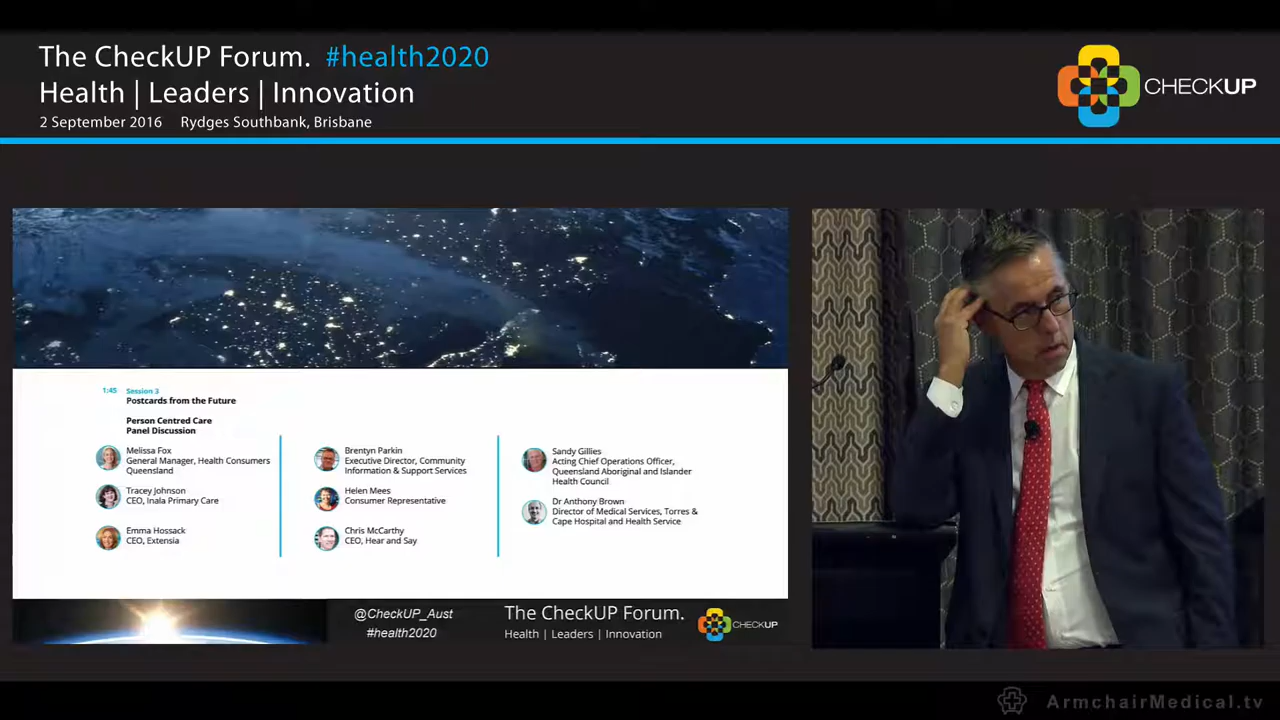 The CheckUP Forum. #health2020
Health | Leaders | Innovation
2 September 2016 Rydges Southbank, Brisbane
CHECKUP
1:45 Session 3
Postcards from the Future
Person Centred Care
Panel Discussion
Melissa Fox
General Manager, Health Consumers
Queensland
Tracey Johnson
CEO, Inala Primary Care
Emma Hossack
CEO, Extensia
Brentyn Parkin
Executive Director, Community
Information & Support Services
Helen Mees
Consumer Representative
Chris McCarthy
CEO, Hear and Say
Sandy Gillies
Acting Chief Operations Officer,
Queensland Aboriginal and Islander
Health Council
Dr Anthony Brown
Director of Medical Services, Torres &
Cape Hospital and Health Service
@CheckUP_Aust
#health2020
The CheckUP Forum.
Health | Leaders | Innovation
CHECKUP
ArmchairMedical.tv